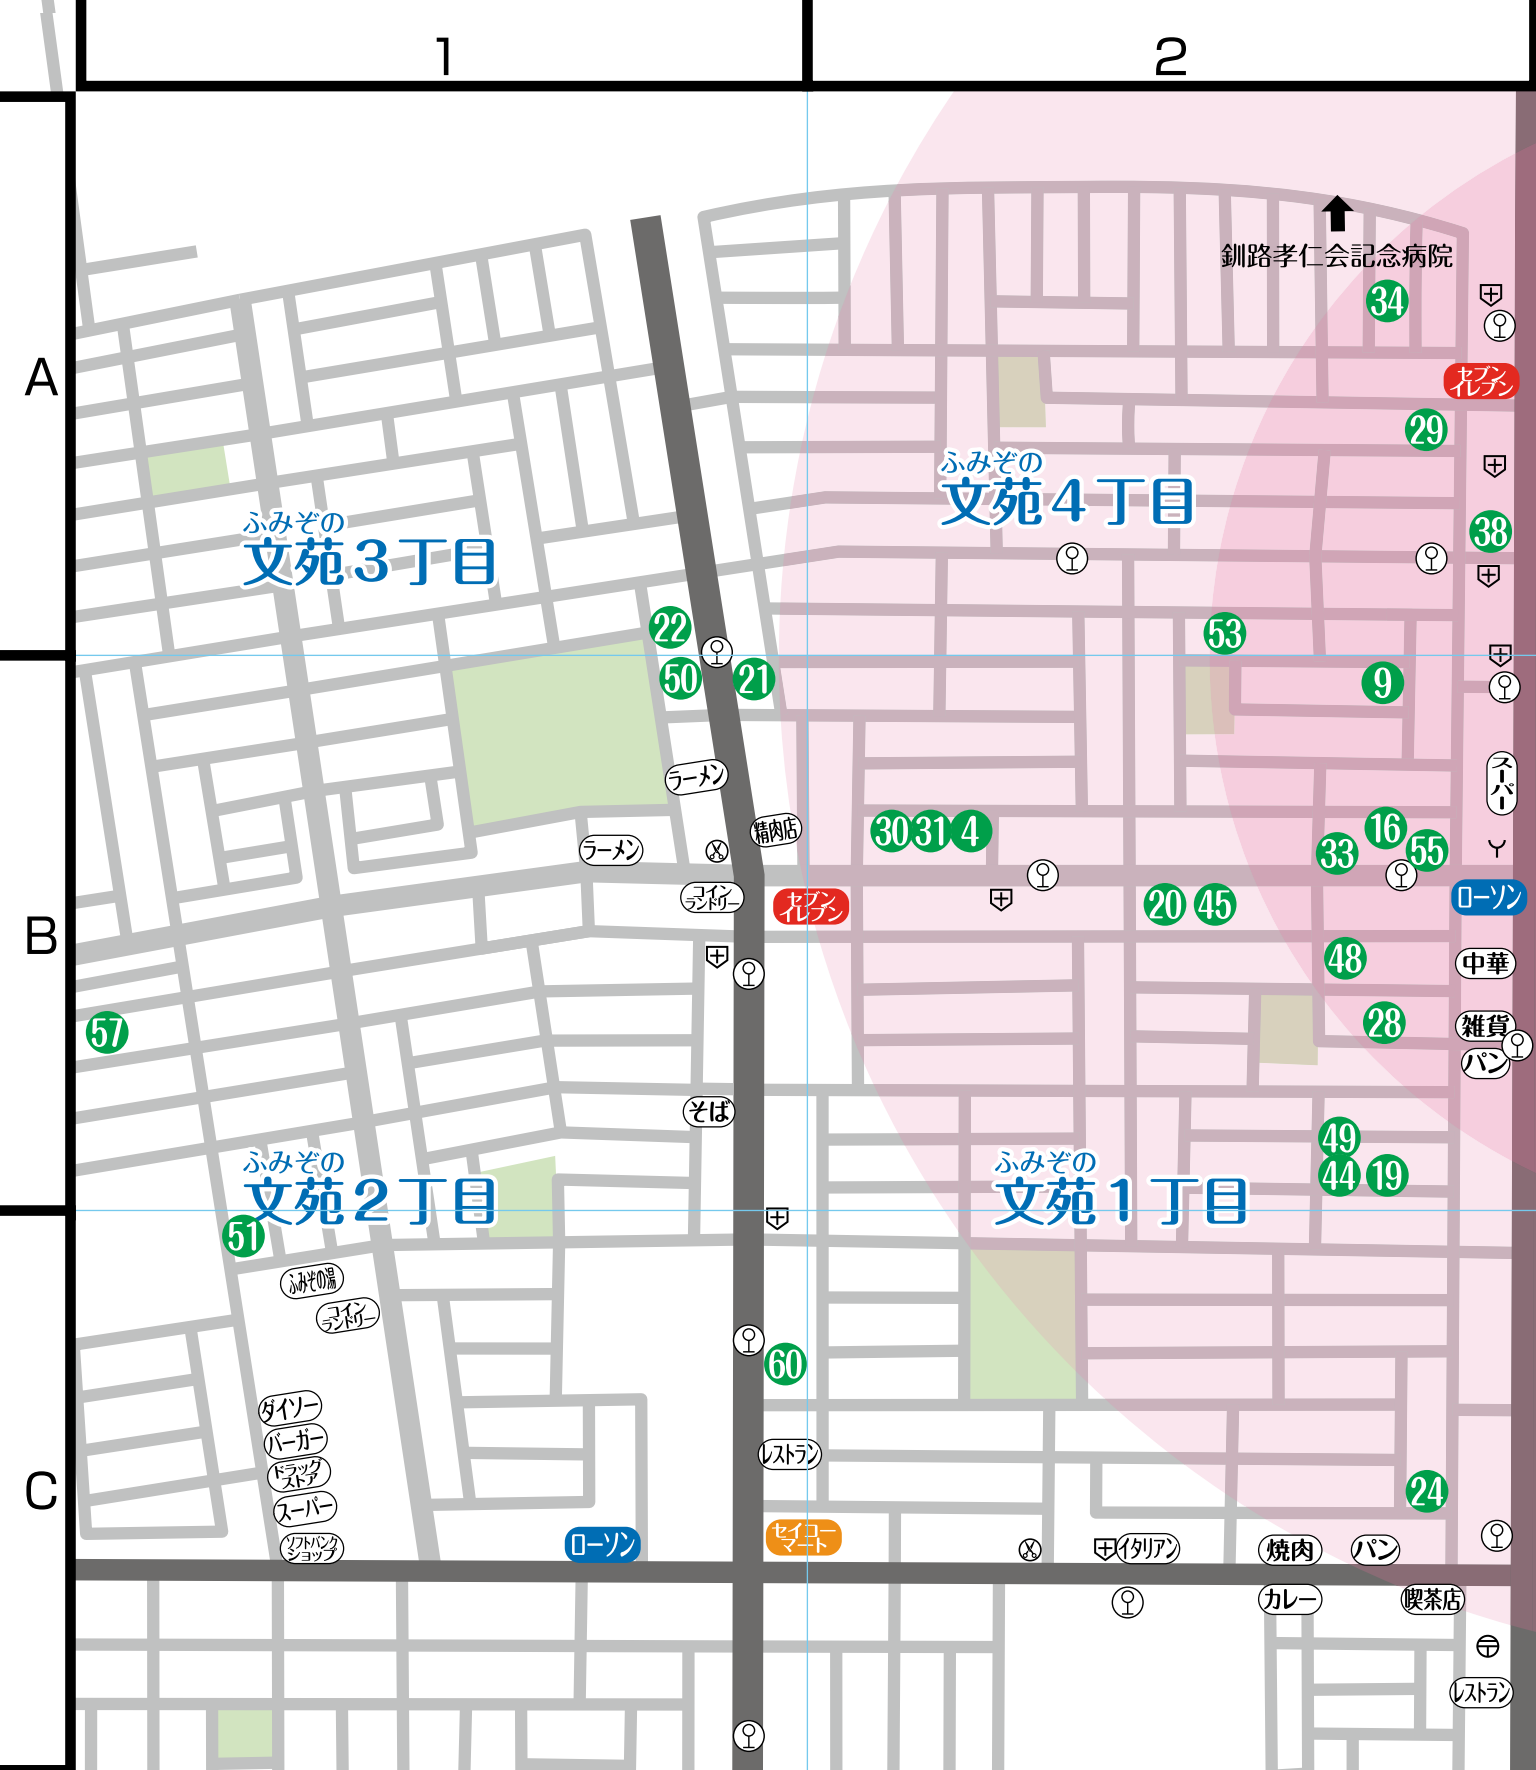 1
2
A
B
C
釧路孝仁会記念病院
34
セブン
イレブン
29
ふみぞの
文苑4丁目
38
ふみぞの
文苑3丁目
22
50
21
53
9
ラーメン
スーパー
精肉店
ラーメン
30
31
4
16
33
55
コイン
ランドリー
セブン
イレブン
20
45
ローソン
48
中華
57
28
雑貨
パン
そば
49
44
19
ふみぞの
文苑2丁目
ふみぞの
文苑1丁目
51
ふみぞの湯
コイン
ランドリー
60
ダイソー
バーガー
ドラッグ
ストア
スーパー
ソフトバンク
ショップ
レストラン
24
ローソン
セイコー
マート
イタリアン
焼肉
パン
カレー
喫茶店
レストラン